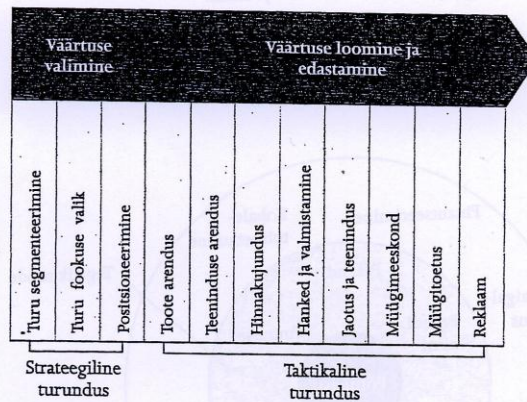 Väärtuse
valimine
Väärtuse loomine ja
edastamine
Turu segmenteerimine
Turu fookuse valik
Positsioneerimine
Toote arendus
Teeninduse arendus
Hinnakujundus
Hanked ja valmistamine
Jaotus ja teenindus
Müügimeeskond
Müügitoetus
Reklaam
Strateegiline
turundus
Taktikaline
turundus